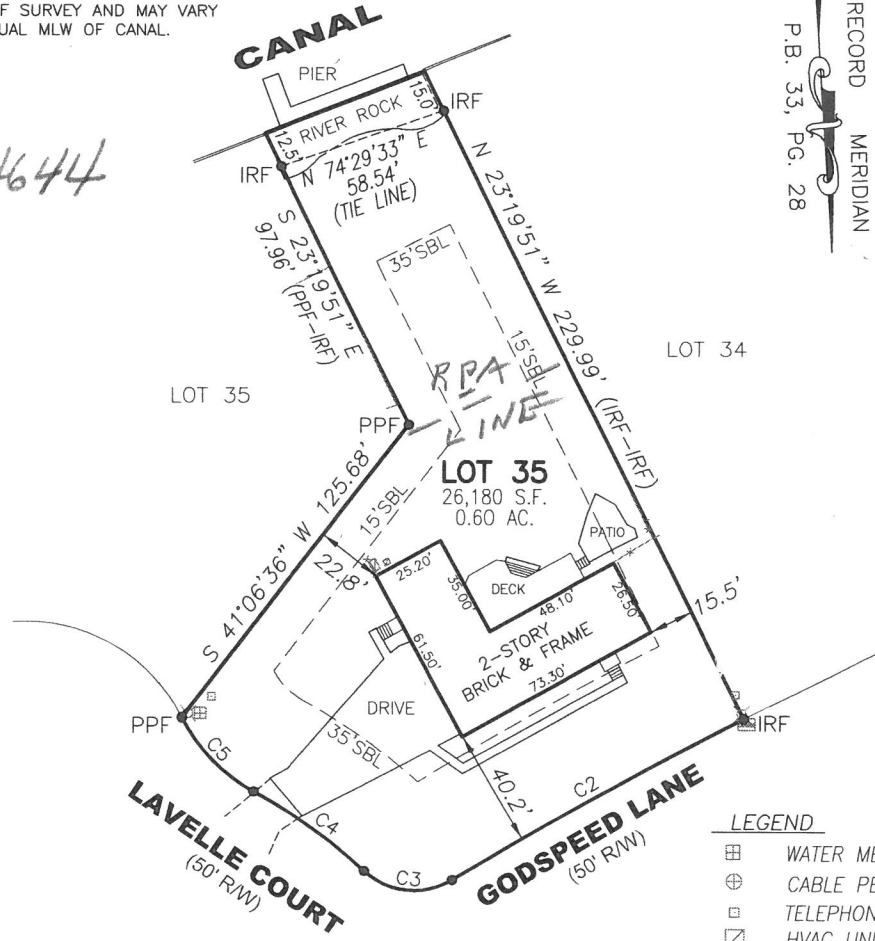 F SURVEY AND MAY VARY
UAL MLW OF CANAL.
RECORD MERIDIAN
P.B. 33, PG. 28
4644
CANAL
PIER
RIVER ROCK
15.0'
12.5'
IRF
IRF
N 74°29'33" E
58.54'
(TIE LINE)
S 23°19'51" E
97.96' (PPF-IRF)
N 23°19'51" W 229.99' (IRF-IRF)
35'SBL
15'SBL
LOT 34
LOT 35
RPA
LINE
PPF
LOT 35
26,180 S.F.
0.60 AC.
S 41°06'36" W 125.68'
15'SBL
22.8'
PATIO
DECK
25.20'
35.00'
48.10'
26.50'
15.5'
61.50'
2-STORY
BRICK & FRAME
73.30'
DRIVE
35'SBL
40.2'
PPF
IRF
C5
C4
C3
C2
LAVELLE COURT
(50' R/W)
GODSPEED LANE
(50' R/W)
LEGEND
WATER ME
CABLE PE
TELEPHON
HVAC UNI